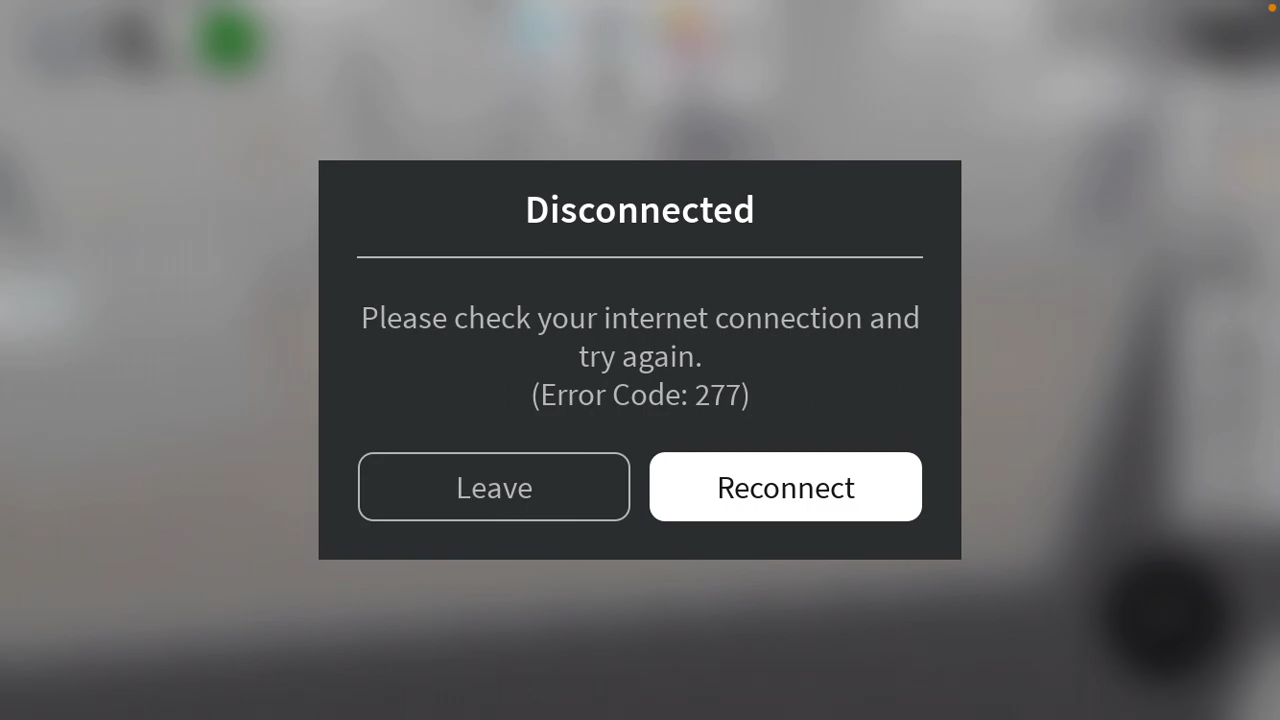 Disconnected
Please check your internet connection and
try again.
(Error Code: 277)
Leave
Reconnect